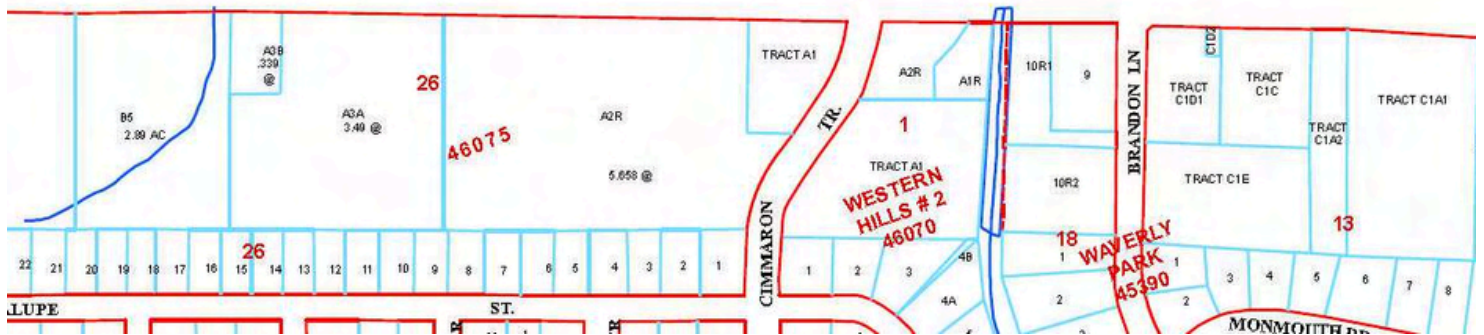 B5
2.89 AC
A3B
.339
@
26
A3A
3.49 @
46075
A2R
5.658 @
TRACT A1
TR.
CIMMARON
A2R
A1R
1
TRACT A1
WESTERN
HILLS # 2
46070
10R1
9
10R2
18
BRANDON LN
WAVERLY
PARK
45390
C1D2
TRACT
C1D1
TRACT
C1C
TRACT
C1A2
TRACT C1A1
TRACT C1E
13
26
22
21
20
19
18
17
16
15
14
13
12
11
10
9
8
7
6
5
4
3
2
1
1
2
3
4B
4A
1
2
1
2
3
4
5
6
7
8
ALUPE
ST.
MONMOUTH DR